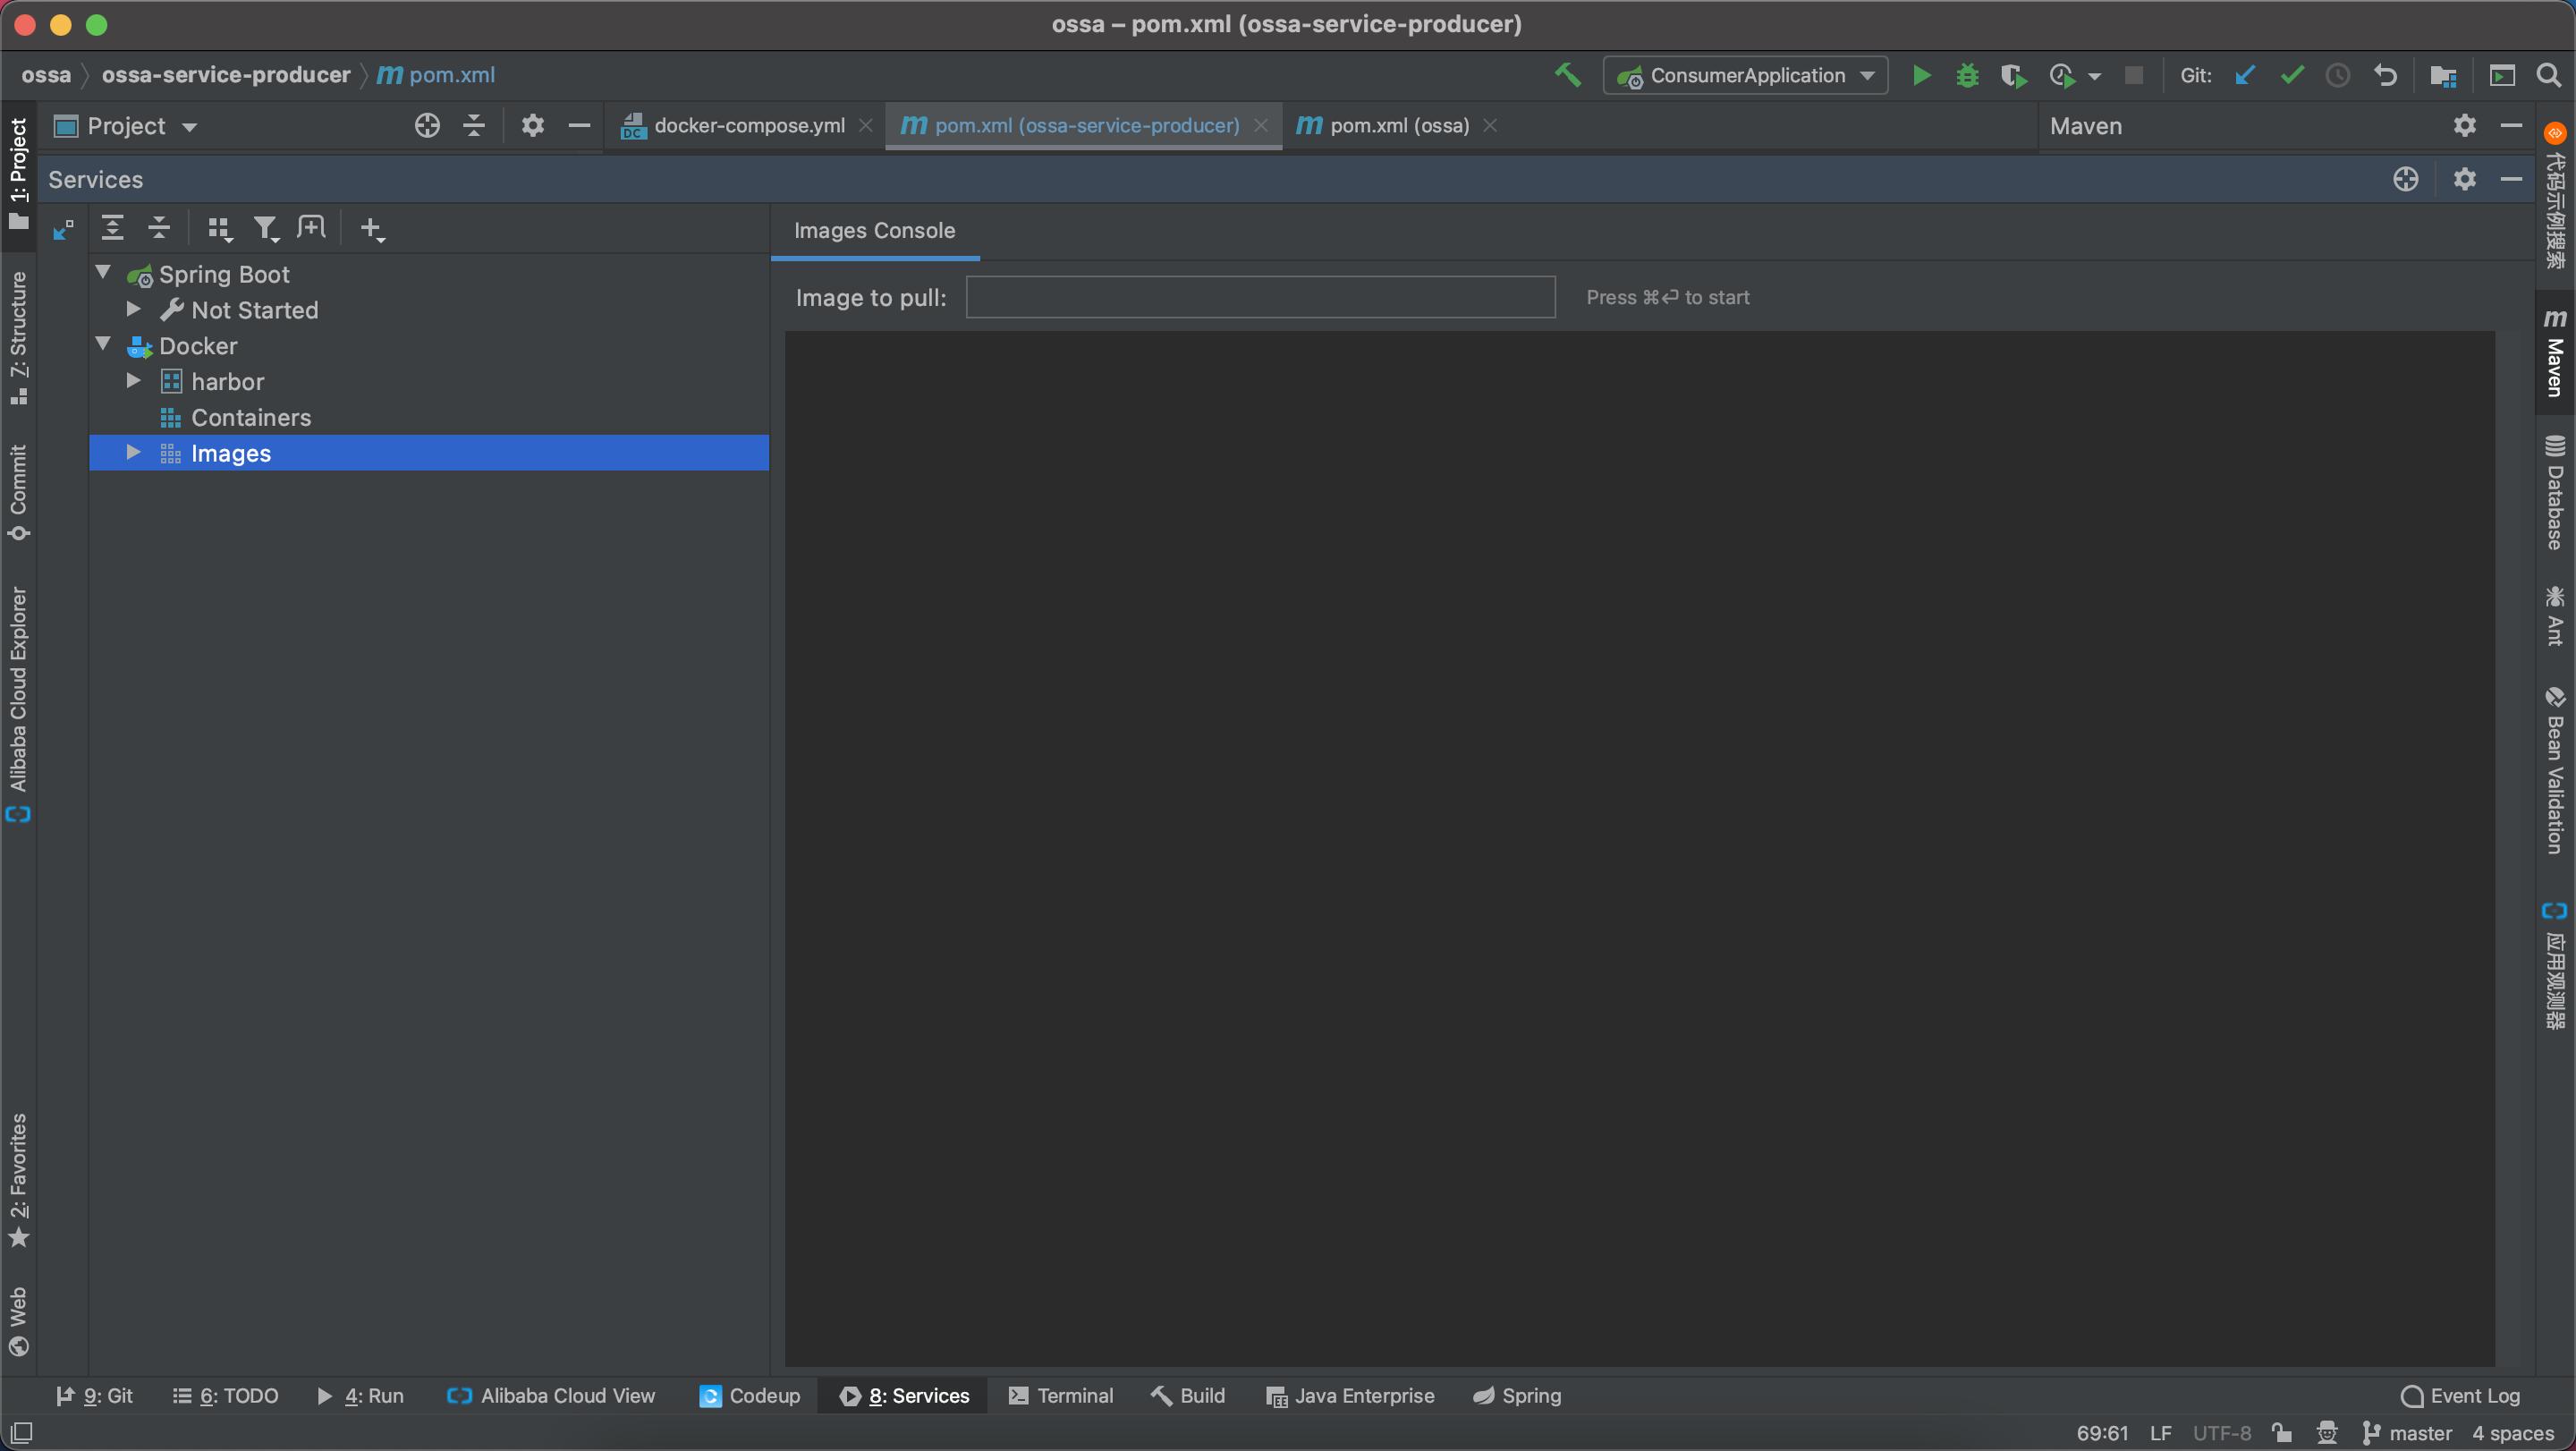 ossa – pom.xml (ossa-service-producer)
ossa
ossa-service-producer
pom.xml
ConsumerApplication
Git:
1: Project
Project
docker-compose.yml
pom.xml (ossa-service-producer)
pom.xml (ossa)
Maven
Services
Images Console
Image to pull:
Press ⌘↩ to start
Spring Boot
Not Started
Docker
harbor
Containers
Images
7: Structure
Commit
Alibaba Cloud Explorer
2: Favorites
Web
代码示例搜索
Maven
Database
Ant
Bean Validation
应用观测器
9: Git
6: TODO
4: Run
Alibaba Cloud View
Codeup
8: Services
Terminal
Build
Java Enterprise
Spring
Event Log
69:61
LF
UTF-8
master
4 spaces